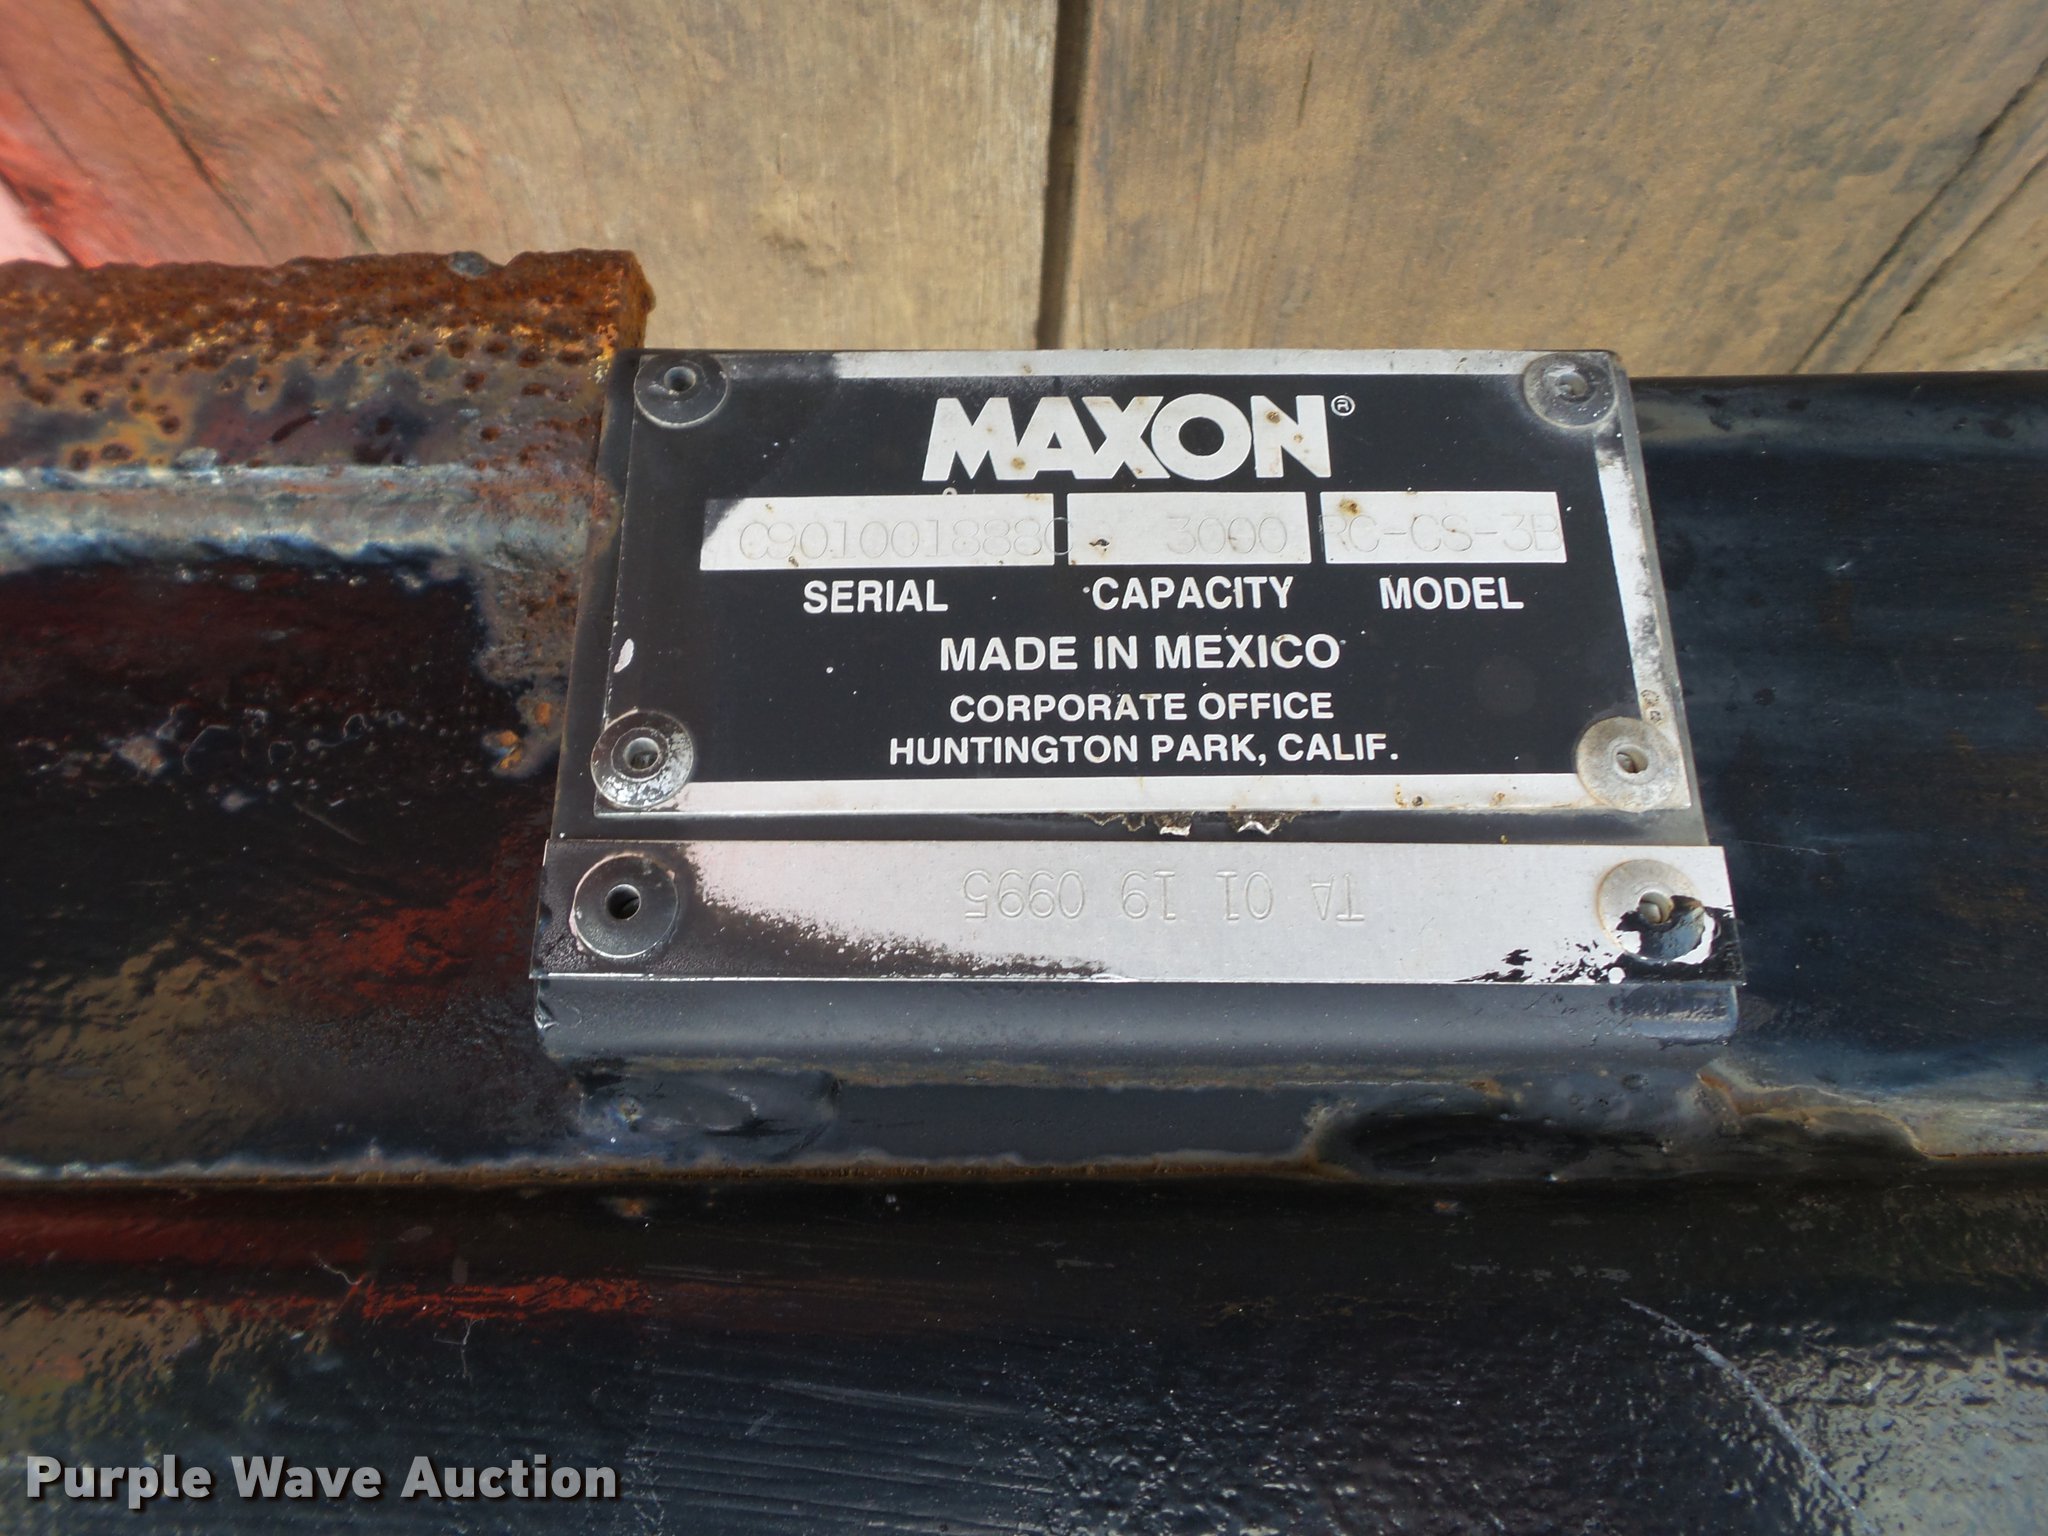 MAXON®
C9010018880 3000 RC-CS-3B
SERIAL CAPACITY MODEL
MADE IN MEXICO
CORPORATE OFFICE
HUNTINGTON PARK, CALIF.
TA 01 19 0995
Purple Wave Auction